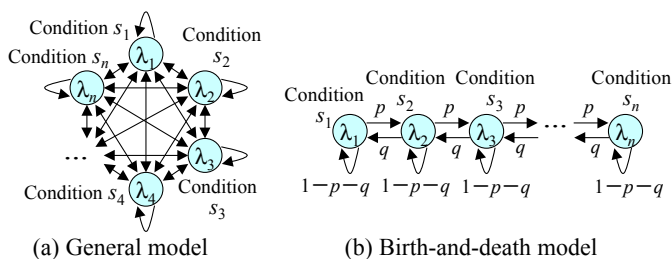 Condition s₁
Condition sₙ
Condition
s₂
λ₁
λₙ
λ₂
...
λ₃
λ₄
Condition s₄
Condition
s₃
(a) General model
Condition
s₁
Condition
s₂
Condition
s₃
Condition
sₙ
p p p ... p
λ₁ λ₂ λ₃ λₙ
q q q q
1−p−q 1−p−q 1−p−q 1−p−q
(b) Birth-and-death model